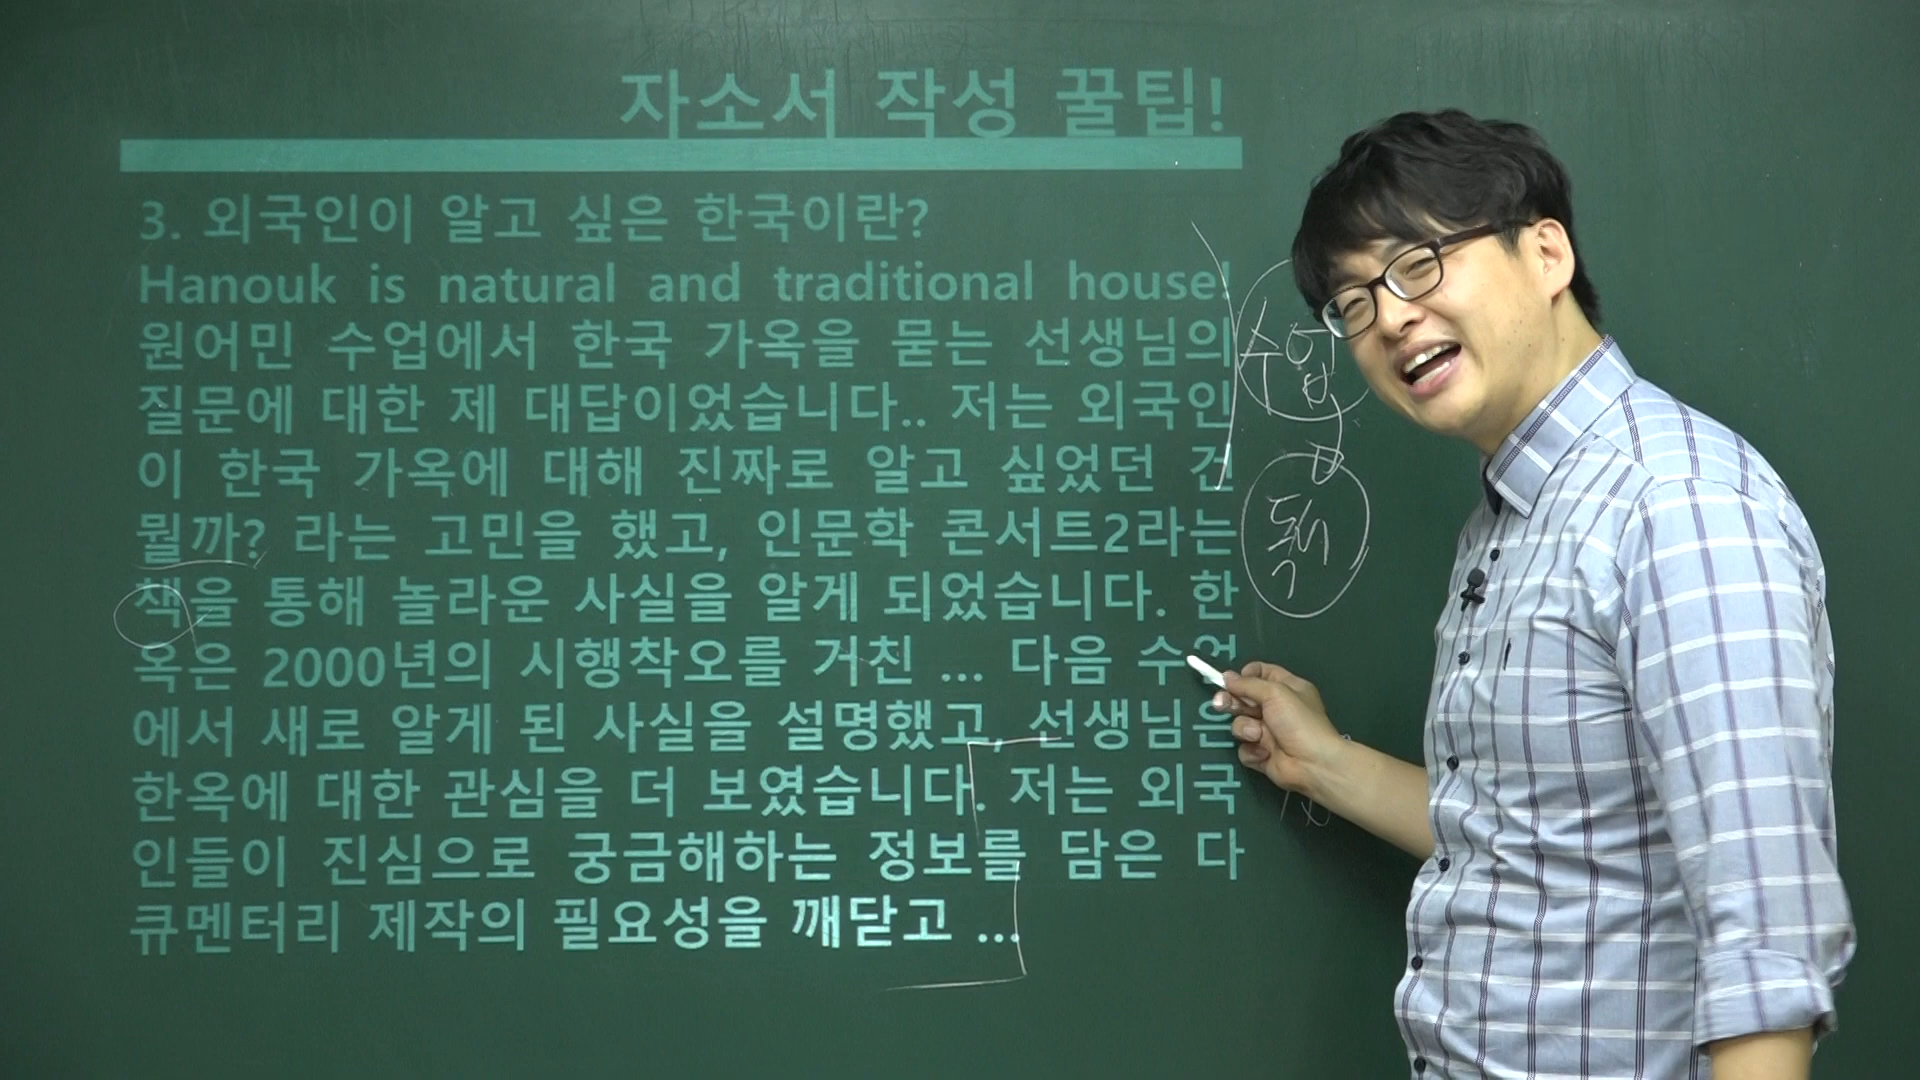 자소서 작성 꿀팁!
3. 외국인이 알고 싶은 한국이란?
Hanouk is natural and traditional house!
원어민 수업에서 한국 가옥을 묻는 선생님의
질문에 대한 제 대답이었습니다.. 저는 외국인
이 한국 가옥에 대해 진짜로 알고 싶었던 건
뭘까? 라는 고민을 했고, 인문학 콘서트2라는
책을 통해 놀라운 사실을 알게 되었습니다. 한
옥은 2000년의 시행착오를 거친 ... 다음 수업
에서 새로 알게 된 사실을 설명했고, 선생님은
한옥에 대한 관심을 더 보였습니다. 저는 외국
인들이 진심으로 궁금해하는 정보를 담은 다
큐멘터리 제작의 필요성을 깨닫고 ...
수업
독서